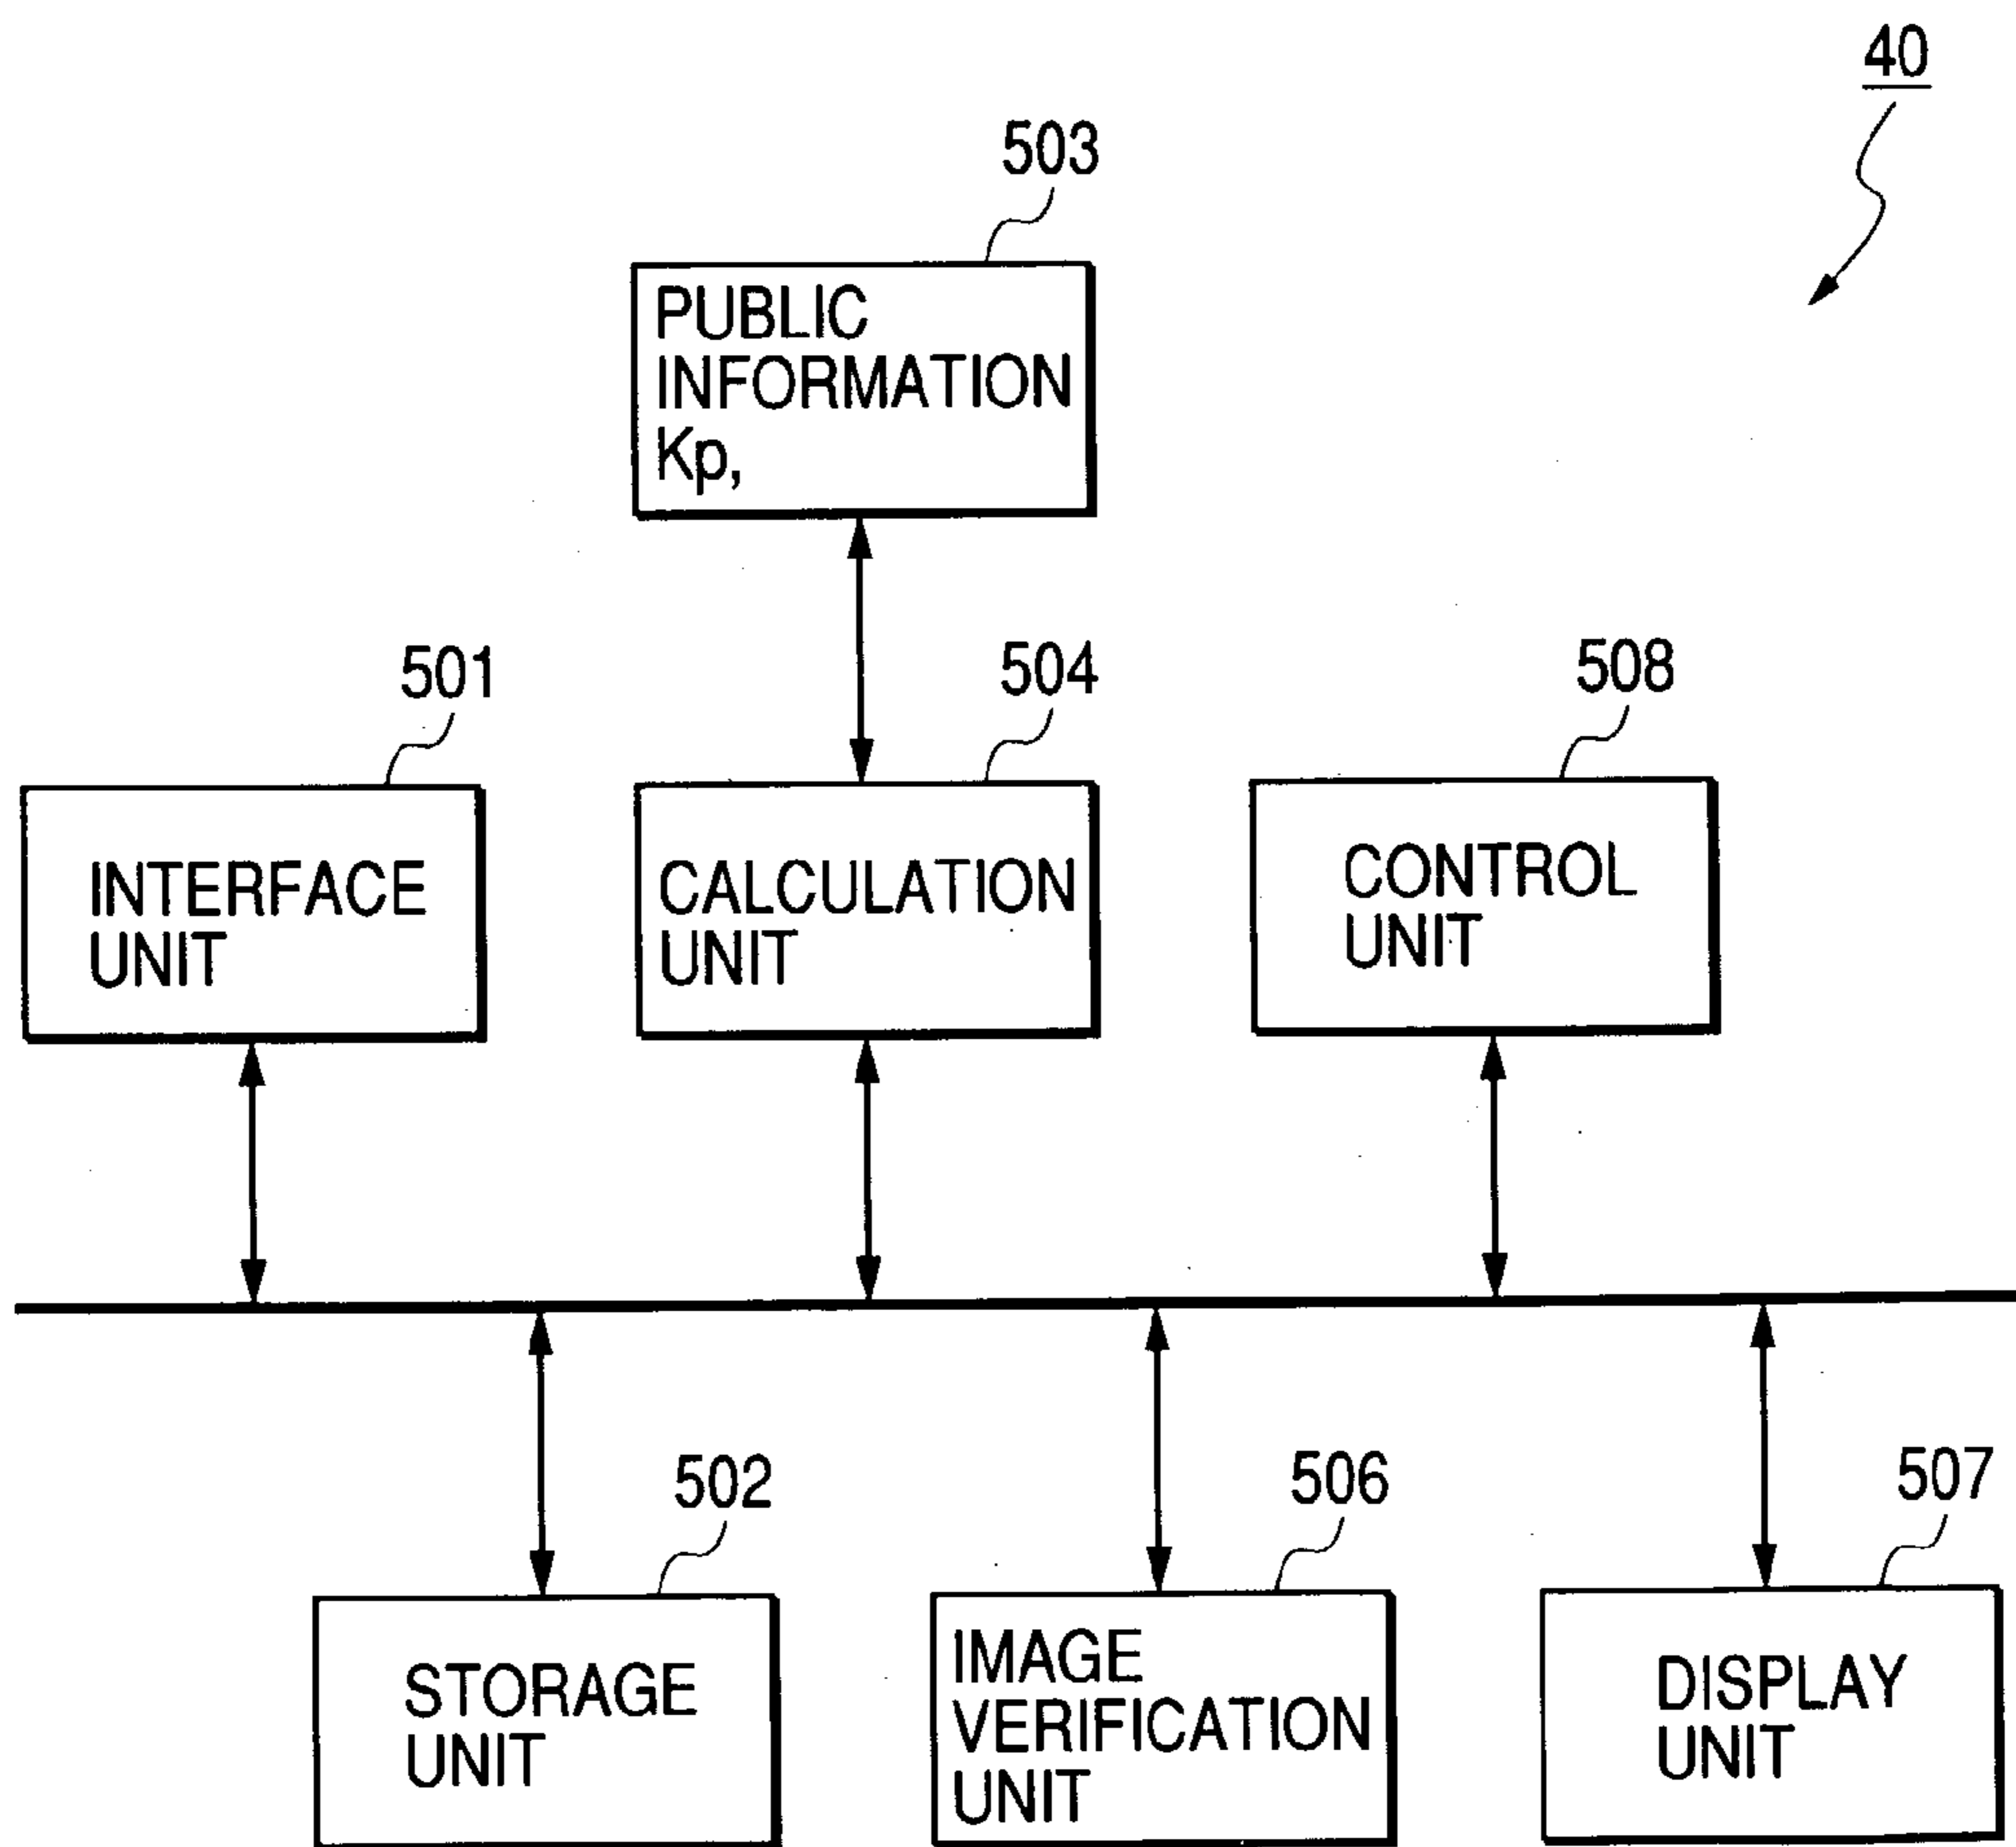 40
503
PUBLIC
INFORMATION
Kp,
501
504
508
INTERFACE
UNIT
CALCULATION
UNIT
CONTROL
UNIT
502
506
507
STORAGE
UNIT
IMAGE
VERIFICATION
UNIT
DISPLAY
UNIT